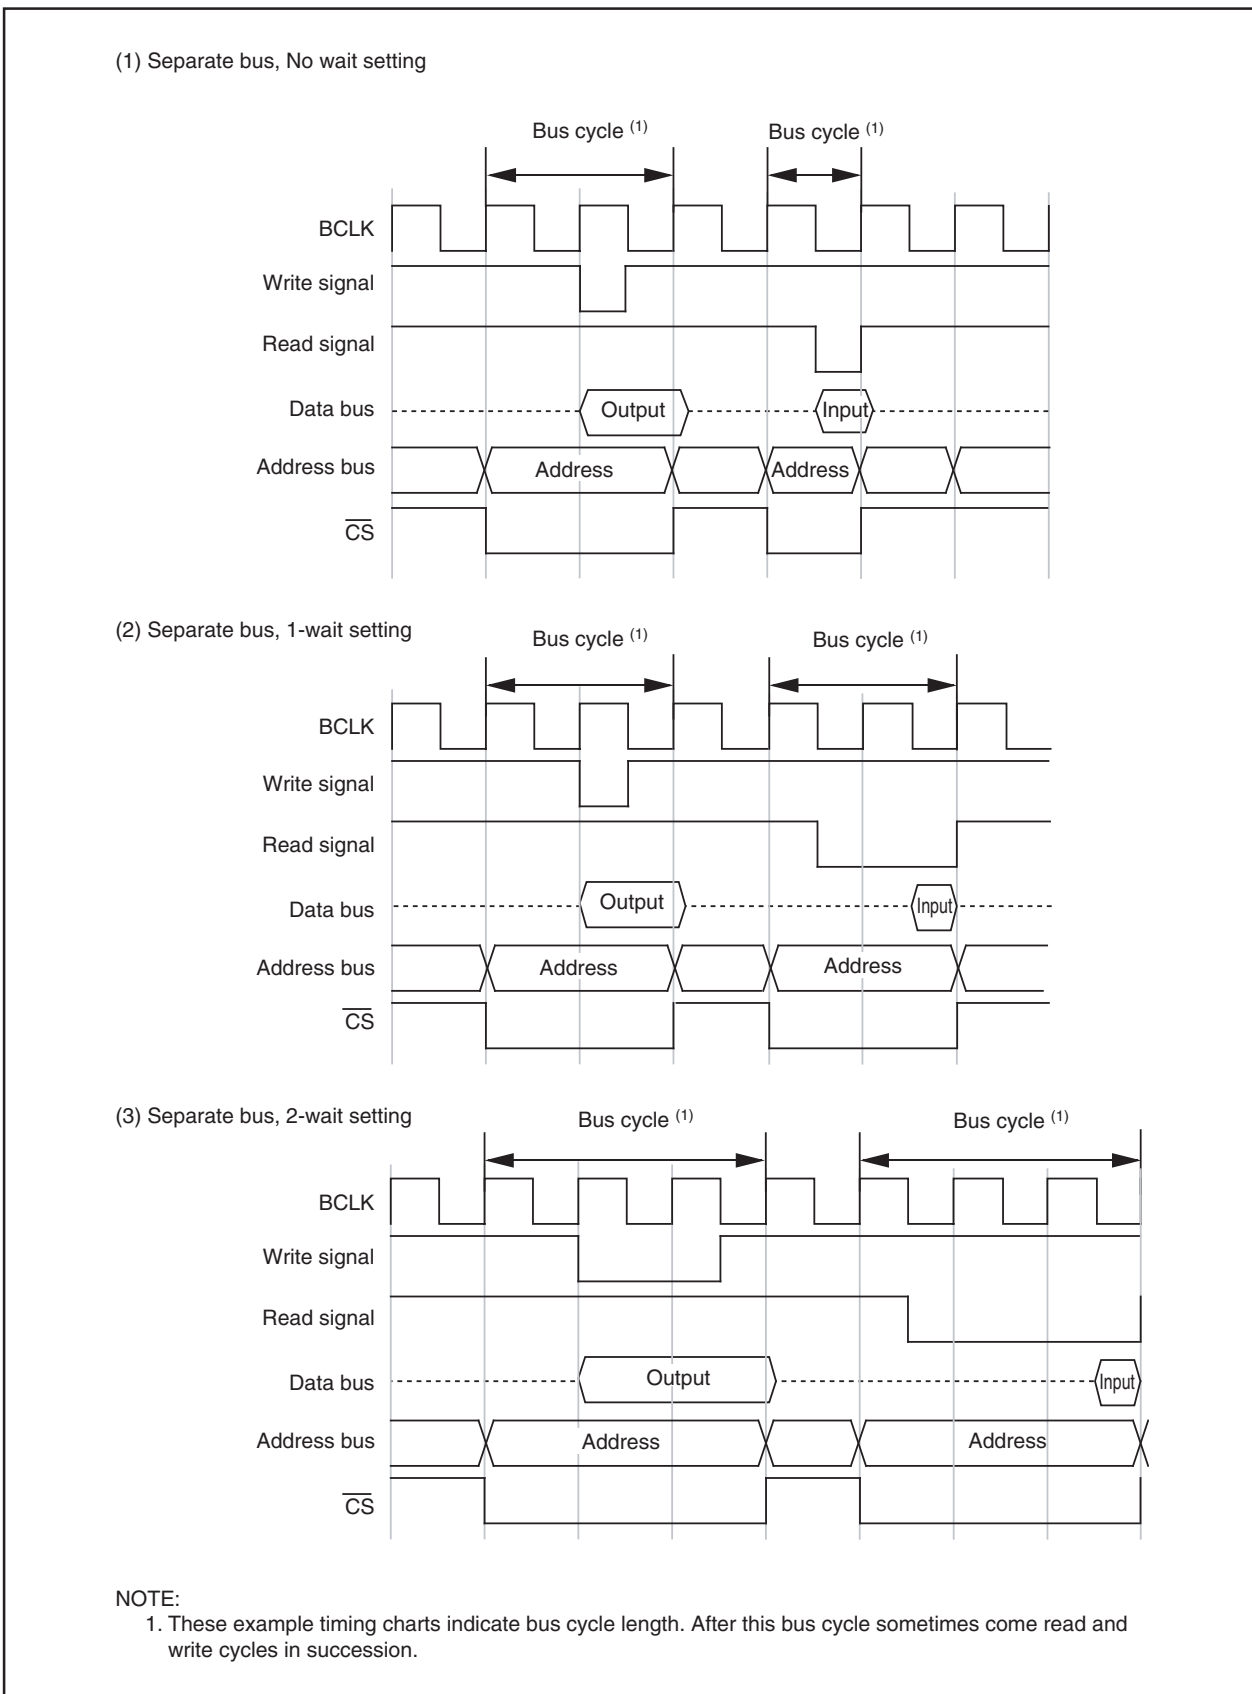 (1) Separate bus, No wait setting
Bus cycle (1)
Bus cycle (1)
BCLK
Write signal
Read signal
Data bus
Output
Input
Address bus
Address
Address
CS
(2) Separate bus, 1-wait setting
Bus cycle (1)
Bus cycle (1)
BCLK
Write signal
Read signal
Data bus
Output
Input
Address bus
Address
Address
CS
(3) Separate bus, 2-wait setting
Bus cycle (1)
Bus cycle (1)
BCLK
Write signal
Read signal
Data bus
Output
Input
Address bus
Address
Address
CS
NOTE:
1. These example timing charts indicate bus cycle length. After this bus cycle sometimes come read and
write cycles in succession.